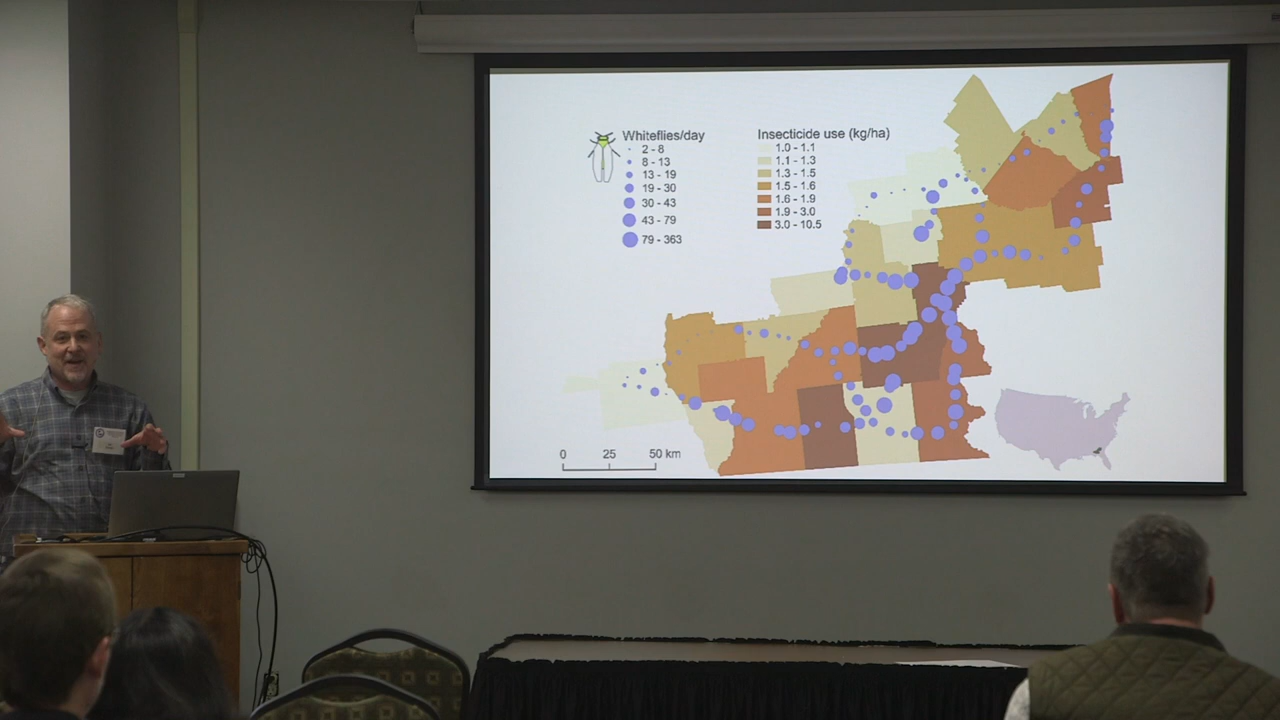 Whiteflies/day
2 - 8
8 - 13
13 - 19
19 - 30
30 - 43
43 - 79
79 - 363
Insecticide use (kg/ha)
1.0 - 1.1
1.1 - 1.3
1.3 - 1.5
1.5 - 1.6
1.6 - 1.9
1.9 - 3.0
3.0 - 10.5
0 25 50 km